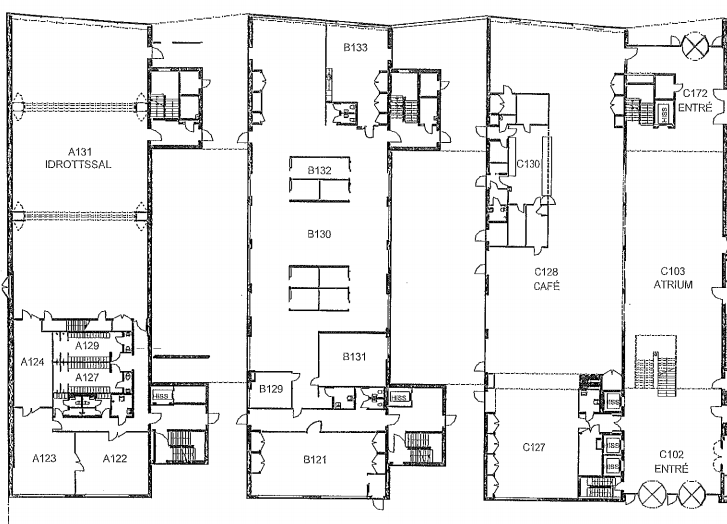 B133
C172
ENTRÉ
HISS
A131
IDROTTSSAL
B132
C130
B130
C128
CAFÉ
C103
ATRIUM
A129
A124
A127
B131
B129
HISS
HISS
HISS
C127
HISS
HISS
A123
A122
B121
C102
ENTRÉ